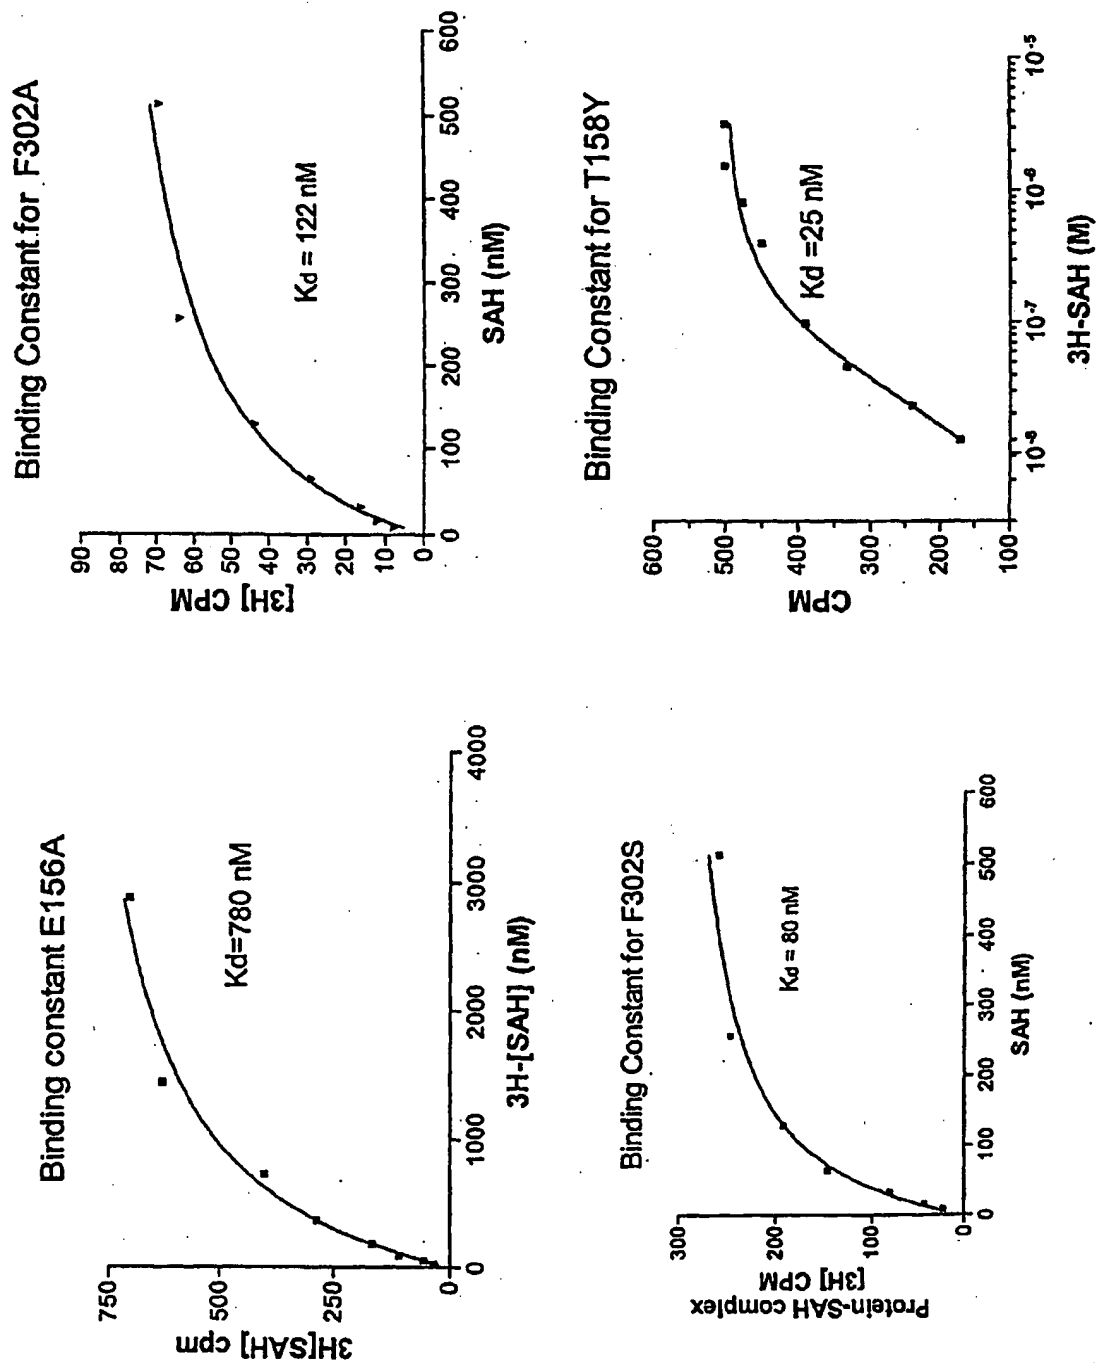 Binding constant E156A
750
500
250
0
3H[SAH] cpm
Kd=780 nM
0
1000
2000
3000
4000
3H-[SAH] (nM)
Binding Constant for F302A
90
80
70
60
50
40
30
20
10
0
[3H] CPM
Kd = 122 nM
0
100
200
300
400
500
600
SAH (nM)
Binding Constant for F302S
300
200
100
0
Protein-SAH complex
[3H] CPM
Kd = 80 nM
0
100
200
300
400
500
600
SAH (nM)
Binding Constant for T158Y
600
500
400
300
200
100
CPM
Kd =25 nM
10-8
10-7
10-6
10-5
3H-SAH (M)